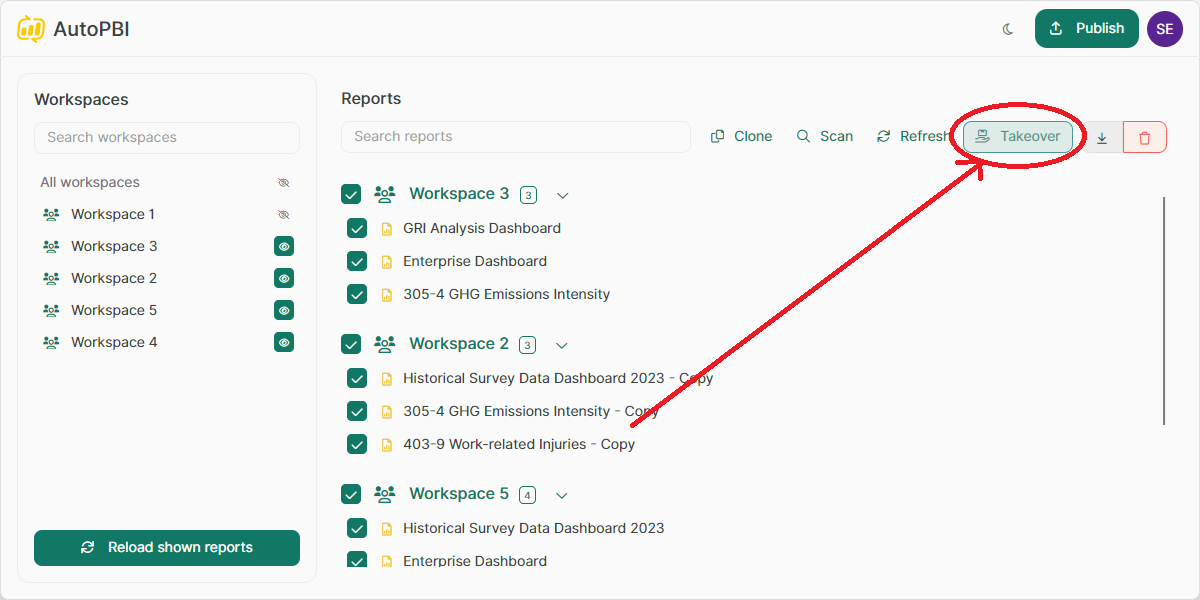 AutoPBI
Publish
SE
Workspaces
Search workspaces
All workspaces
Workspace 1
Workspace 3
Workspace 2
Workspace 5
Workspace 4
Reload shown reports
Reports
Search reports
Clone
Scan
Refresh
Takeover
Workspace 3 3
GRI Analysis Dashboard
Enterprise Dashboard
305-4 GHG Emissions Intensity
Workspace 2 3
Historical Survey Data Dashboard 2023 - Copy
305-4 GHG Emissions Intensity - Copy
403-9 Work-related Injuries - Copy
Workspace 5 4
Historical Survey Data Dashboard 2023
Enterprise Dashboard